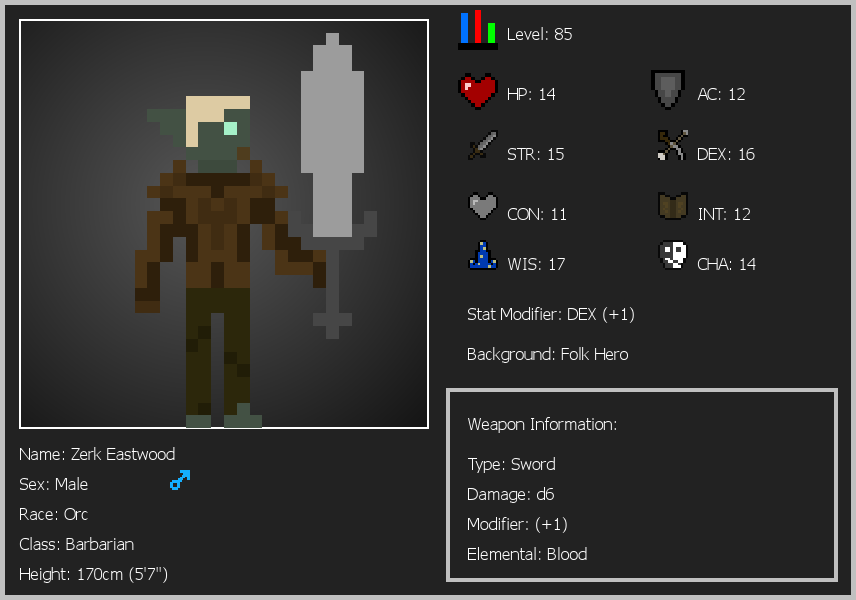 Level: 85
HP: 14
AC: 12
STR: 15
DEX: 16
CON: 11
INT: 12
WIS: 17
CHA: 14
Stat Modifier: DEX (+1)
Background: Folk Hero
Weapon Information:
Type: Sword
Damage: d6
Modifier: (+1)
Elemental: Blood
Name: Zerk Eastwood
Sex: Male
Race: Orc
Class: Barbarian
Height: 170cm (5'7")